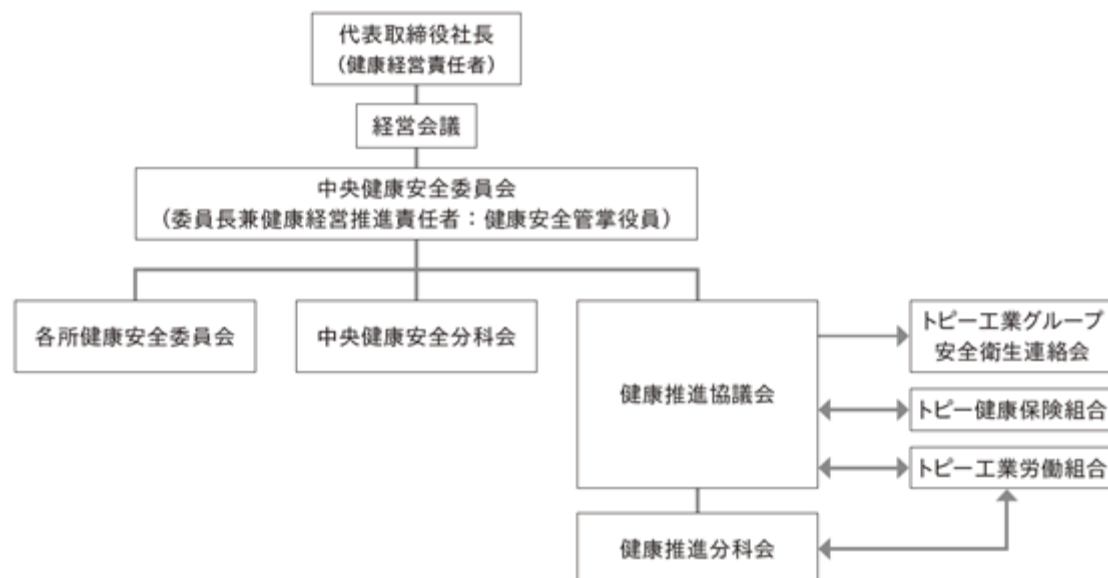 代表取締役社長
（健康経営責任者）
経営会議
中央健康安全委員会
（委員長兼健康経営推進責任者：健康安全管掌役員）
各所健康安全委員会
中央健康安全分科会
健康推進協議会
トピー工業グループ
安全衛生連絡会
トピー健康保険組合
トピー工業労働組合
健康推進分科会